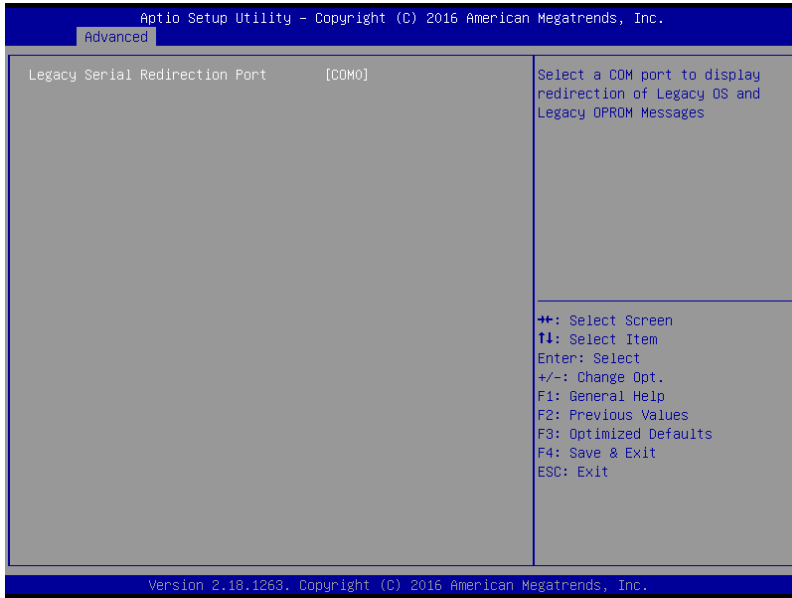 Aptio Setup Utility – Copyright (C) 2016 American Megatrends, Inc.
Advanced
Legacy Serial Redirection Port [COM0]
Select a COM port to display
redirection of Legacy OS and
Legacy OPROM Messages
→←: Select Screen
↑↓: Select Item
Enter: Select
+/-: Change Opt.
F1: General Help
F2: Previous Values
F3: Optimized Defaults
F4: Save & Exit
ESC: Exit
Version 2.18.1263. Copyright (C) 2016 American Megatrends, Inc.